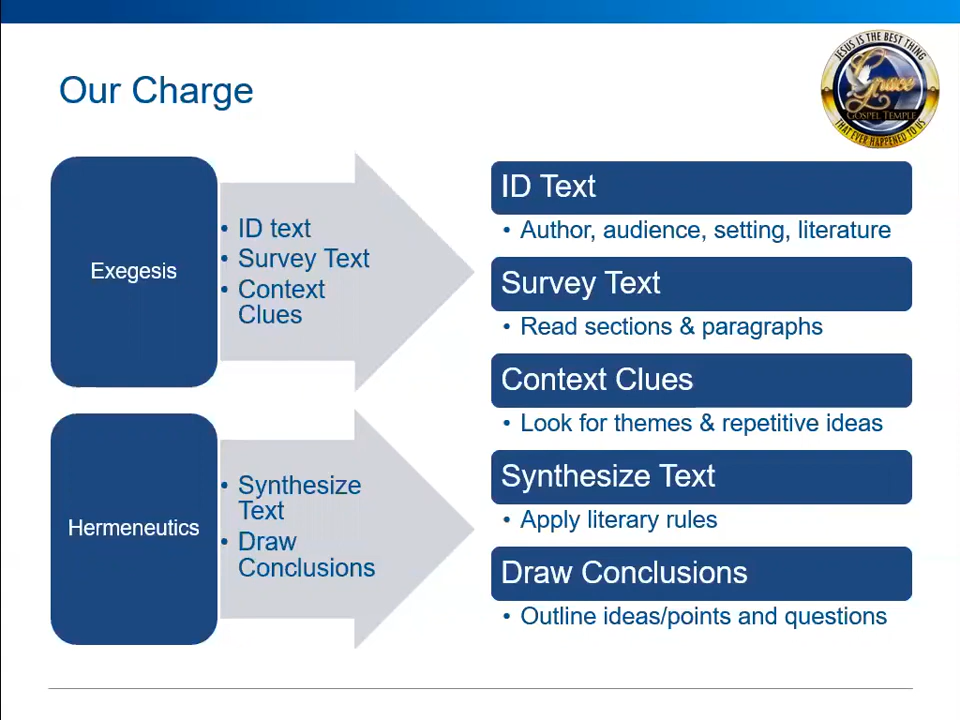 Our Charge
JESUS IS THE BEST THING
Grace
GOSPEL TEMPLE
THAT EVER HAPPENED TO US
Exegesis
• ID text
• Survey Text
• Context
Clues
Hermeneutics
• Synthesize
Text
• Draw
Conclusions
ID Text
• Author, audience, setting, literature
Survey Text
• Read sections & paragraphs
Context Clues
• Look for themes & repetitive ideas
Synthesize Text
• Apply literary rules
Draw Conclusions
• Outline ideas/points and questions